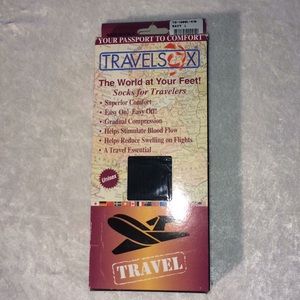 YOUR PASSPORT TO COMFORT
TRAVELSOX
The World at Your Feet!
Socks for Travelers
• Superior Comfort
• Easy On! Easy Off!
• Gradual Compression
• Helps Stimulate Blood Flow
• Helps Reduce Swelling on Flights
• A Travel Essential
Unisex
TRAVEL